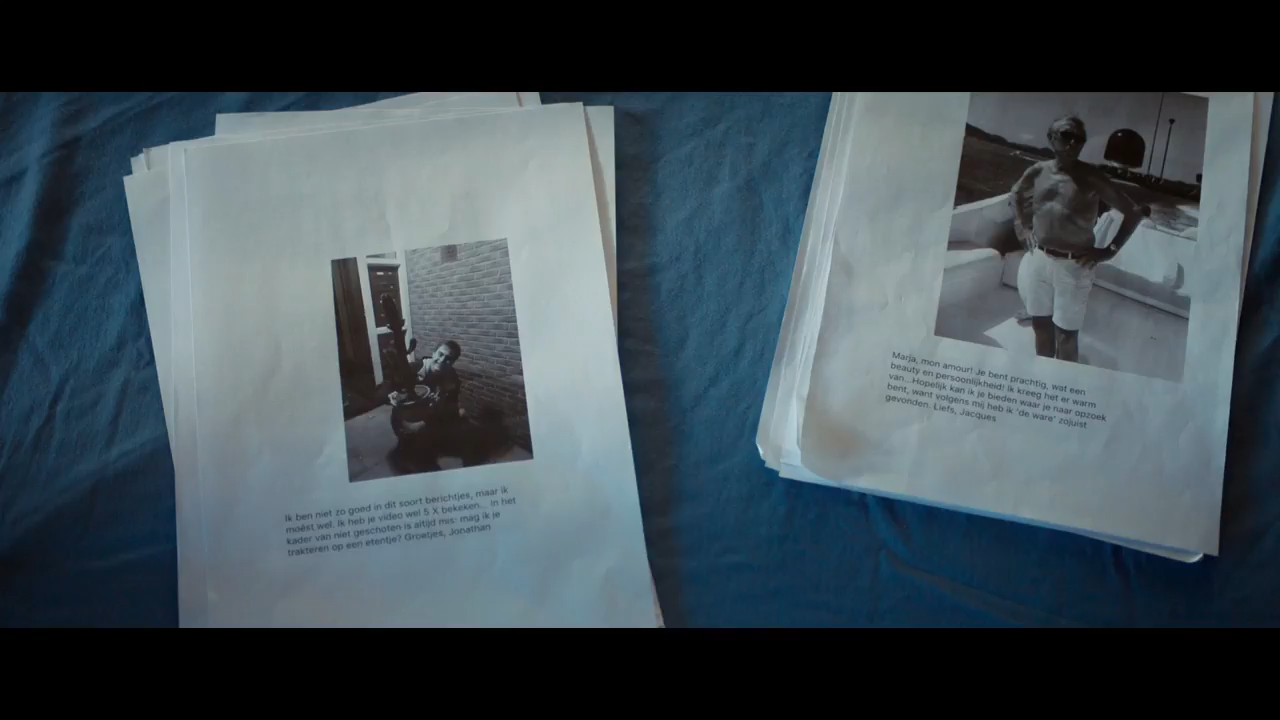 Ik ben niet zo goed in dit soort berichtjes, maar ik
moést wel. Ik heb je video wel 5 X bekeken... In het
kader van niet geschoten is altijd mis: mag ik je
trakteren op een etentje? Groetjes, Jonathan
Marja, mon amour! Je bent prachtig, wat een
beauty en persoonlijkheid! Ik kreeg het er warm
van...Hopelijk kan ik je bieden waar je naar opzoek
bent, want volgens mij heb ik 'de ware' zojuist
gevonden. Liefs, Jacques